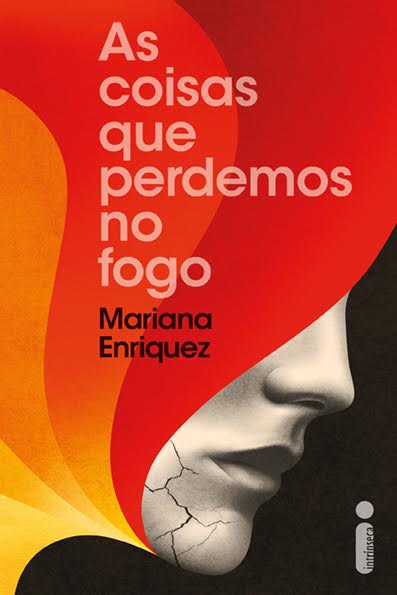 As
coisas
que
perdemos
no
fogo
Mariana
Enriquez
intrínseca